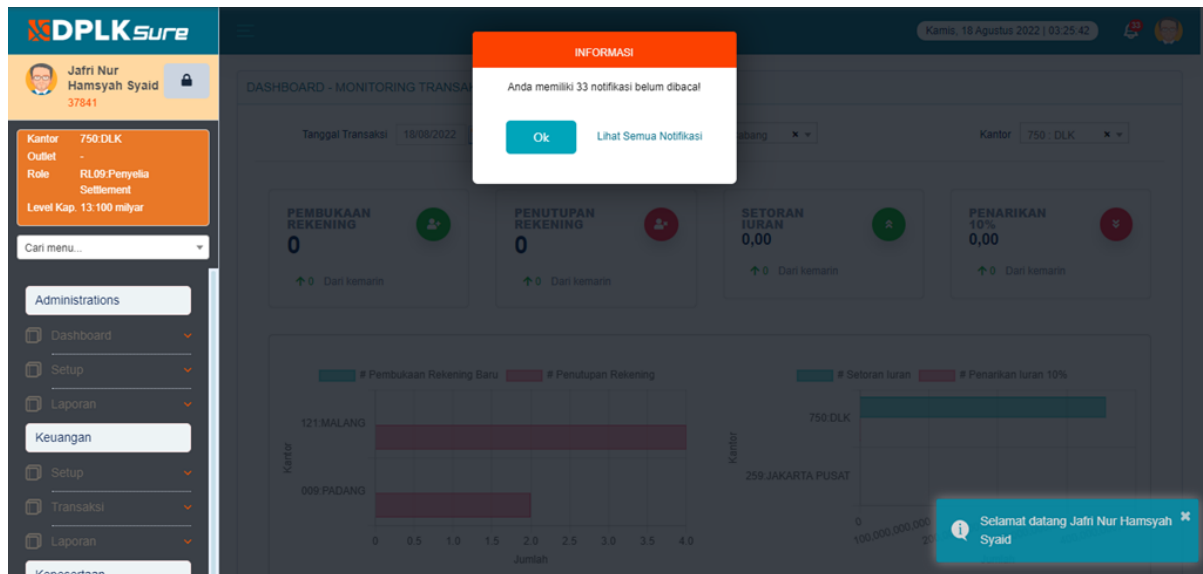 DPLKSure
Jafri Nur
Hamsyah Syaid
37841
Kantor 750:DLK
Outlet -
Role RL09:Penyelia
Settlement
Level Kap. 13:100 milyar
Cari menu...
Administrations
Dashboard
Setup
Laporan
Keuangan
Setup
Transaksi
Laporan
Kepesertaan
Kamis, 18 Agustus 2022 | 03:25:42
33
INFORMASI
Anda memiliki 33 notifikasi belum dibaca!
Ok
Lihat Semua Notifikasi
DASHBOARD - MONITORING TRANSAK
Tanggal Transaksi 18/08/2022
abang
Kantor 750 : DLK
PEMBUKAAN
REKENING
0
0 Dari kemarin
PENUTUPAN
REKENING
0
0 Dari kemarin
SETORAN
IURAN
0,00
0 Dari kemarin
PENARIKAN
10%
0,00
0 Dari kemarin
# Pembukaan Rekening Baru # Penutupan Rekening
121:MALANG
009:PADANG
Kantor
0 0.5 1.0 1.5 2.0 2.5 3.0 3.5 4.0
Jumlah
# Setoran Iuran # Penarikan Iuran 10%
750:DLK
259:JAKARTA PUSAT
Kantor
0
100,000,000,000
Selamat datang Jafri Nur Hamsyah
Syaid